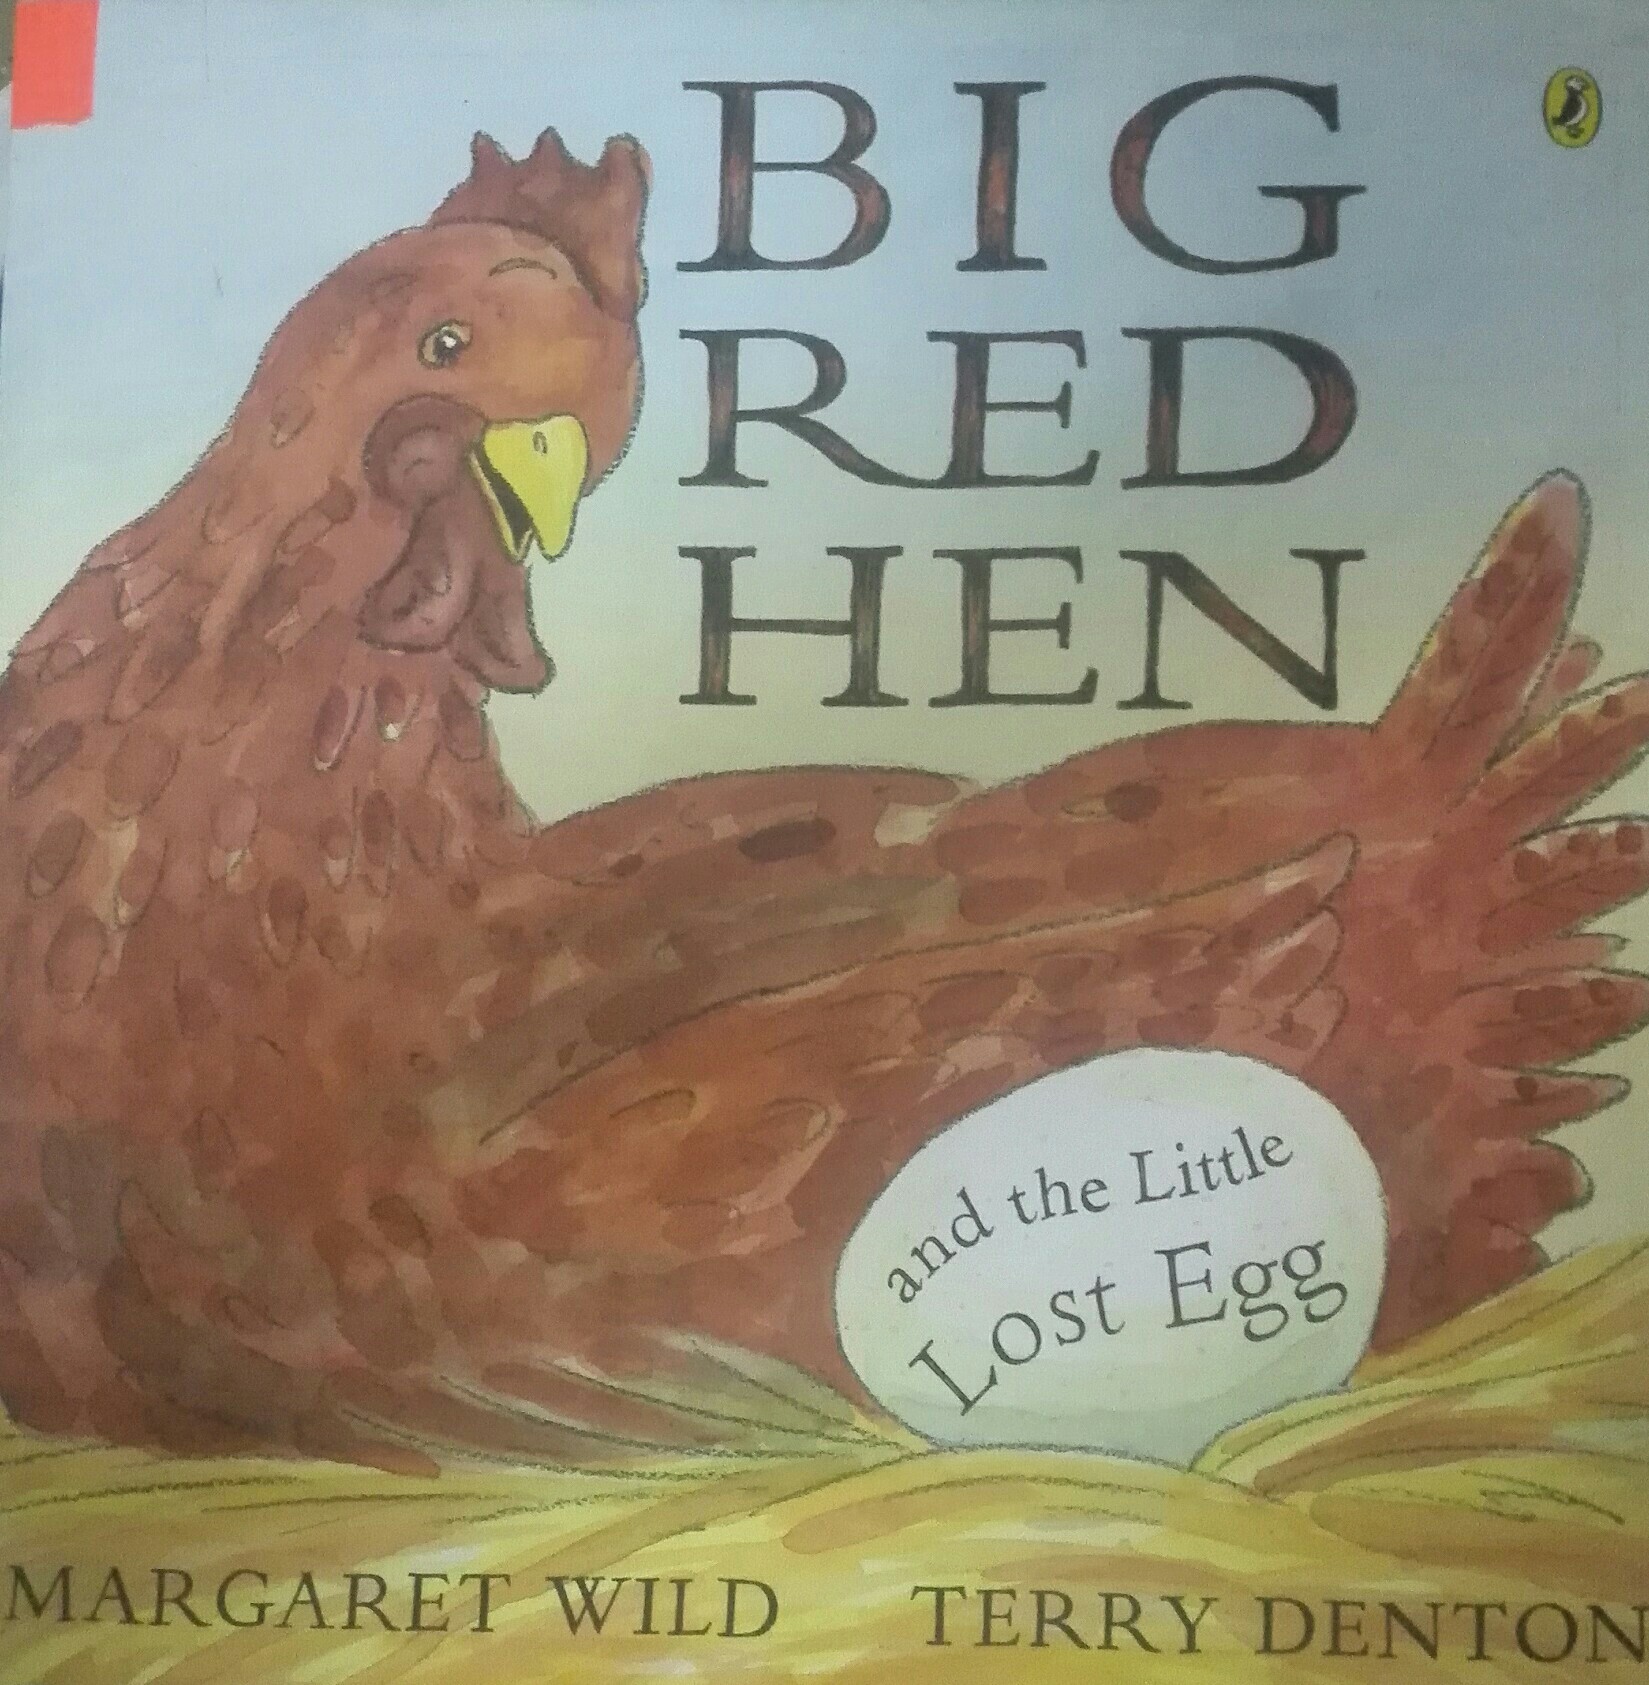 BIG
RED
HEN
and the Little
Lost Egg
MARGARET WILD TERRY DENTON